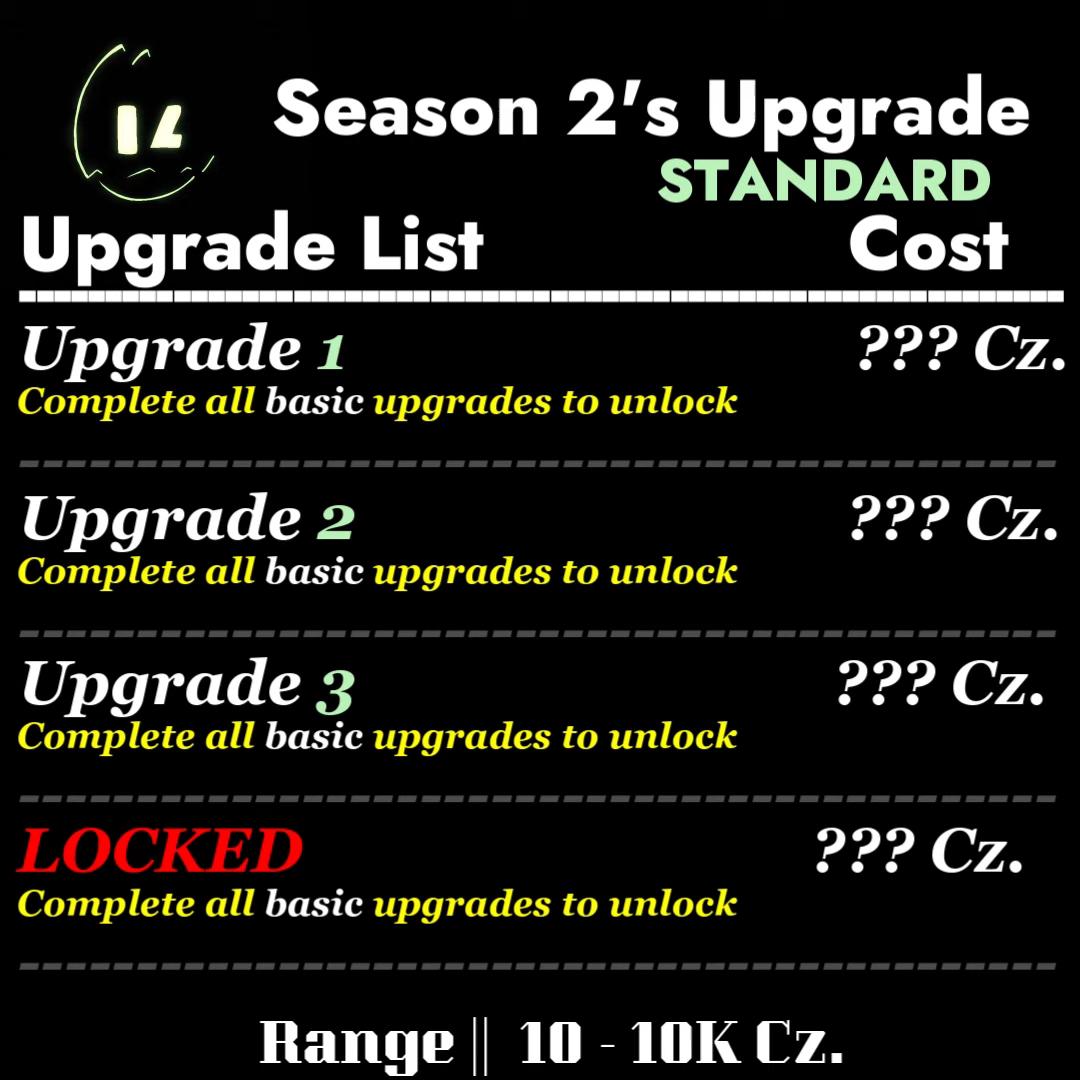 Season 2's Upgrade
STANDARD
Upgrade List Cost
Upgrade 1 ??? Cz.
Complete all basic upgrades to unlock
Upgrade 2 ??? Cz.
Complete all basic upgrades to unlock
Upgrade 3 ??? Cz.
Complete all basic upgrades to unlock
LOCKED ??? Cz.
Complete all basic upgrades to unlock
Range || 10 - 10K Cz.